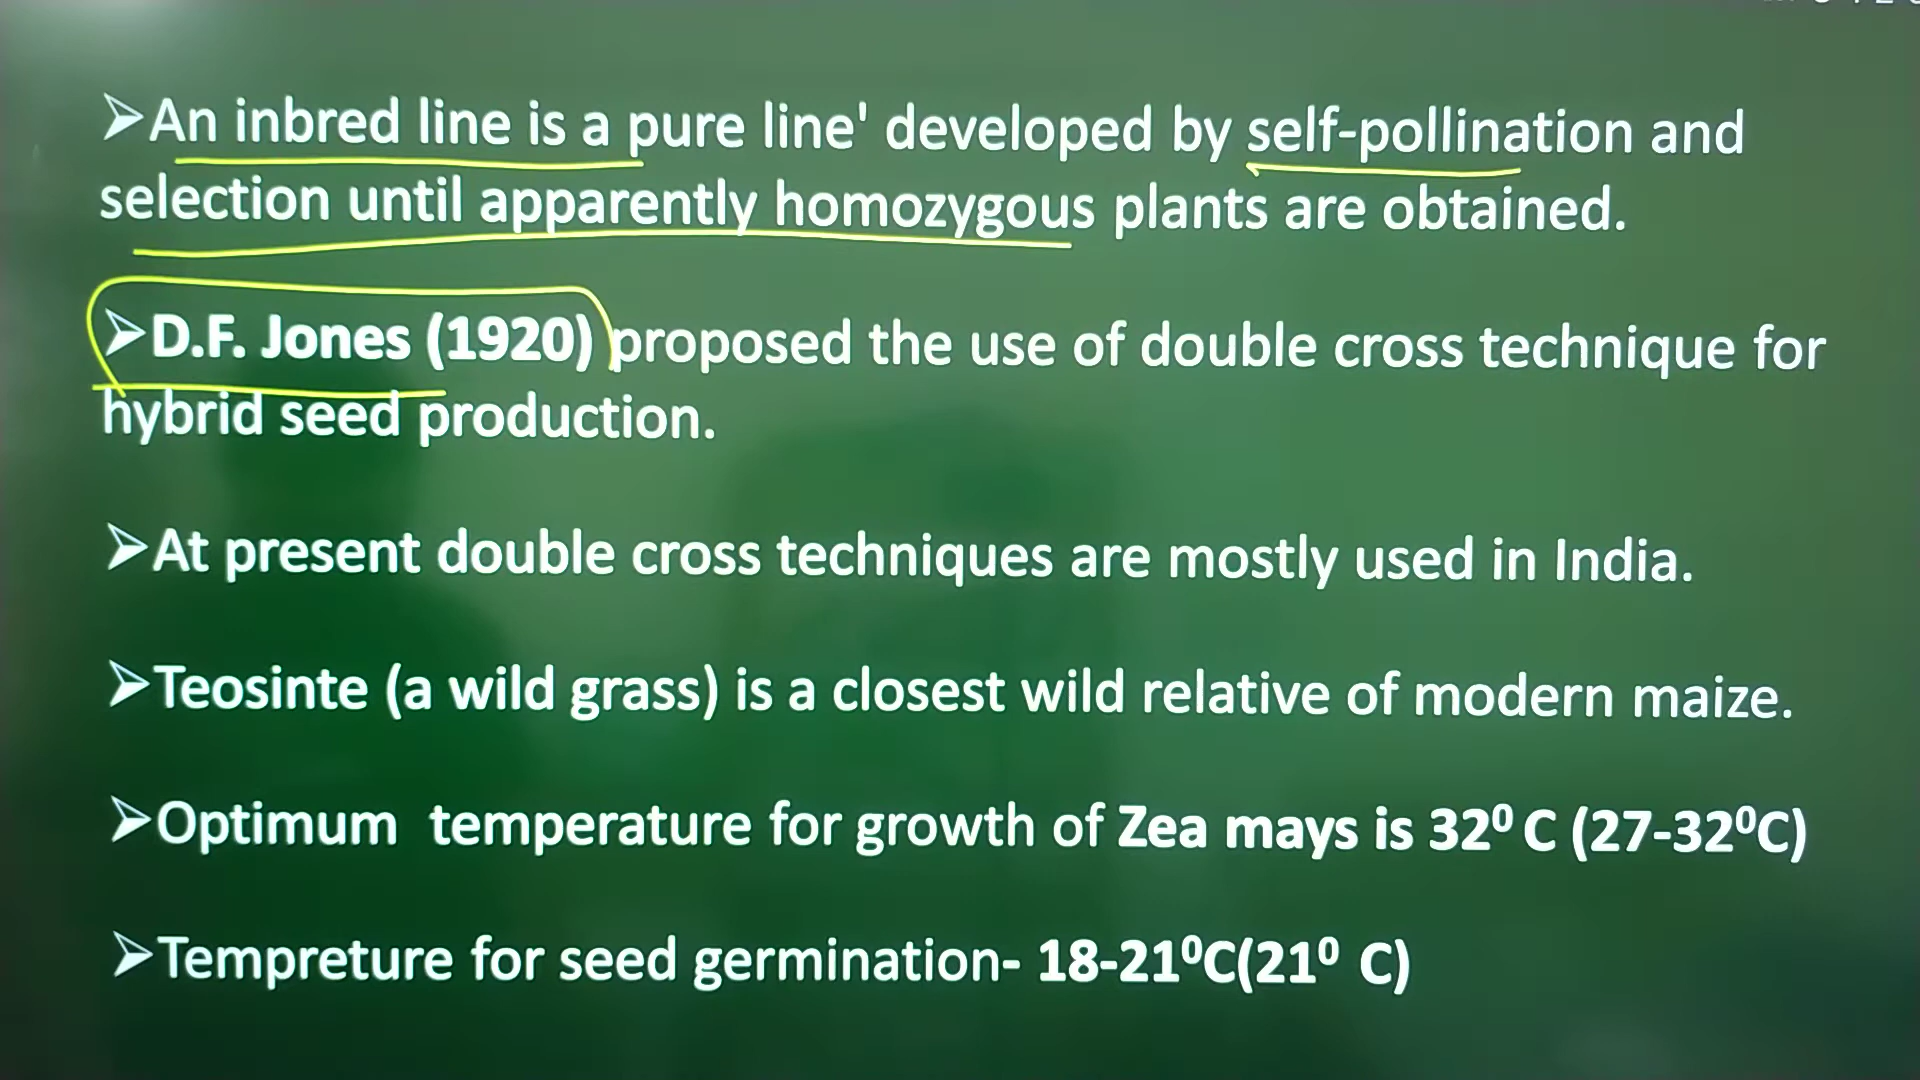 ➢An inbred line is a pure line' developed by self-pollination and
selection until apparently homozygous plants are obtained.
➢D.F. Jones (1920) proposed the use of double cross technique for
hybrid seed production.
➢At present double cross techniques are mostly used in India.
➢Teosinte (a wild grass) is a closest wild relative of modern maize.
➢Optimum temperature for growth of Zea mays is 32⁰ C (27-32⁰C)
➢Tempreture for seed germination- 18-21⁰C(21⁰ C)